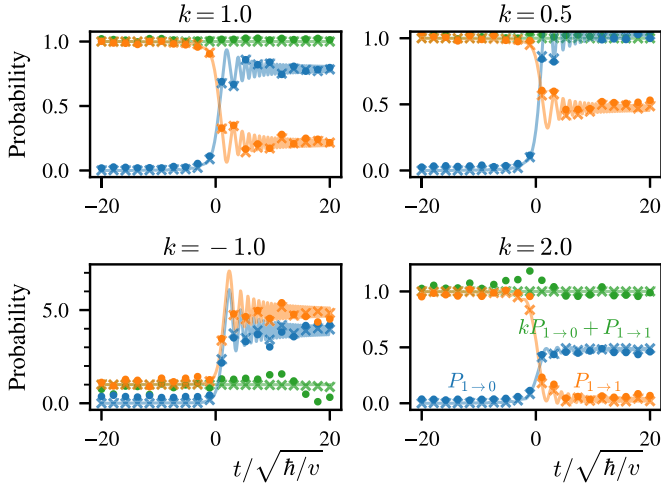 k = 1.0
k = 0.5
Probability
1.0
0.5
0.0
−20
0
20
1.0
0.5
0.0
−20
0
20
k = −1.0
k = 2.0
Probability
5.0
0.0
−20
0
20
t/√ħ/v
1.0
0.5
0.0
kP1→0 + P1→1
P1→0
P1→1
−20
0
20
t/√ħ/v